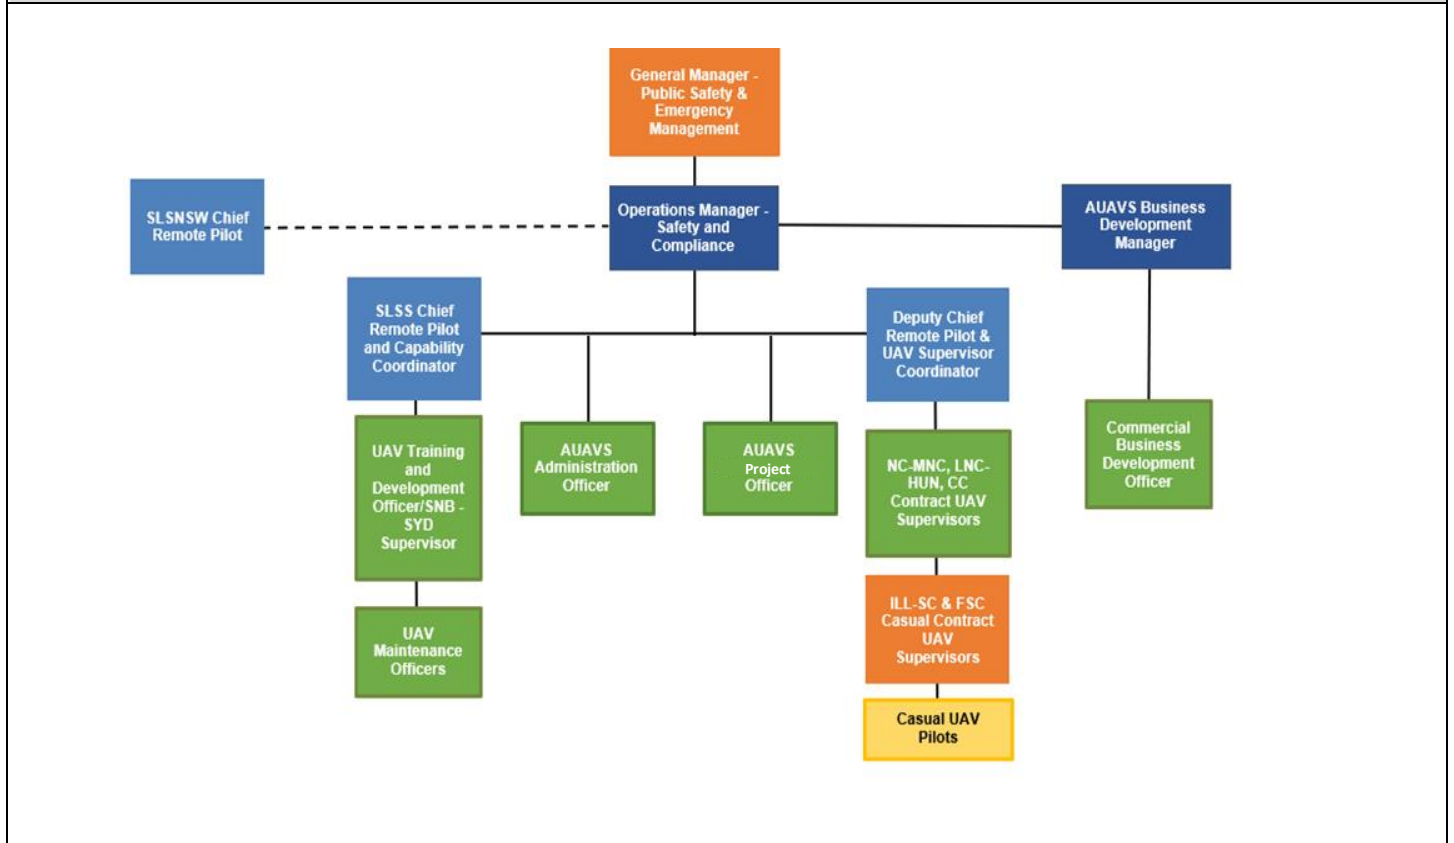 General Manager -
Public Safety &
Emergency
Management
SLSNSW Chief
Remote Pilot
Operations Manager -
Safety and
Compliance
AUAVS Business
Development
Manager
SLSS Chief
Remote Pilot
and Capability
Coordinator
Deputy Chief
Remote Pilot &
UAV Supervisor
Coordinator
UAV Training
and
Development
Officer/SNB -
SYD
Supervisor
AUAVS
Administration
Officer
AUAVS
Project
Officer
NC-MNC, LNC-
HUN, CC
Contract UAV
Supervisors
Commercial
Business
Development
Officer
UAV
Maintenance
Officers
ILL-SC & FSC
Casual Contract
UAV
Supervisors
Casual UAV
Pilots